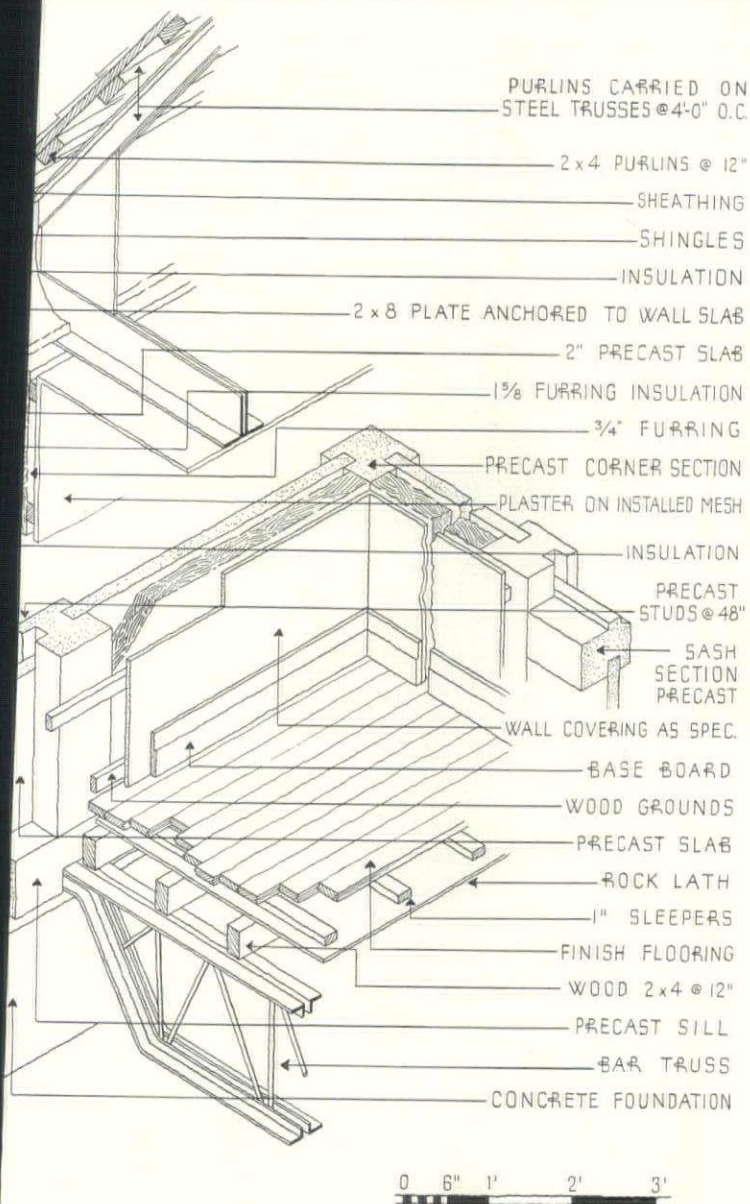 PURLINS CARRIED ON
STEEL TRUSSES @ 4'-0" O.C.
2 x 4 PURLINS @ 12"
SHEATHING
SHINGLES
INSULATION
2 x 8 PLATE ANCHORED TO WALL SLAB
2" PRECAST SLAB
1 5/8 FURRING INSULATION
3/4" FURRING
PRECAST CORNER SECTION
PLASTER ON INSTALLED MESH
INSULATION
PRECAST
STUDS @ 48"
SASH
SECTION
PRECAST
WALL COVERING AS SPEC.
BASE BOARD
WOOD GROUNDS
PRECAST SLAB
ROCK LATH
1" SLEEPERS
FINISH FLOORING
WOOD 2 x 4 @ 12"
PRECAST SILL
BAR TRUSS
CONCRETE FOUNDATION
0 6" 1' 2' 3'